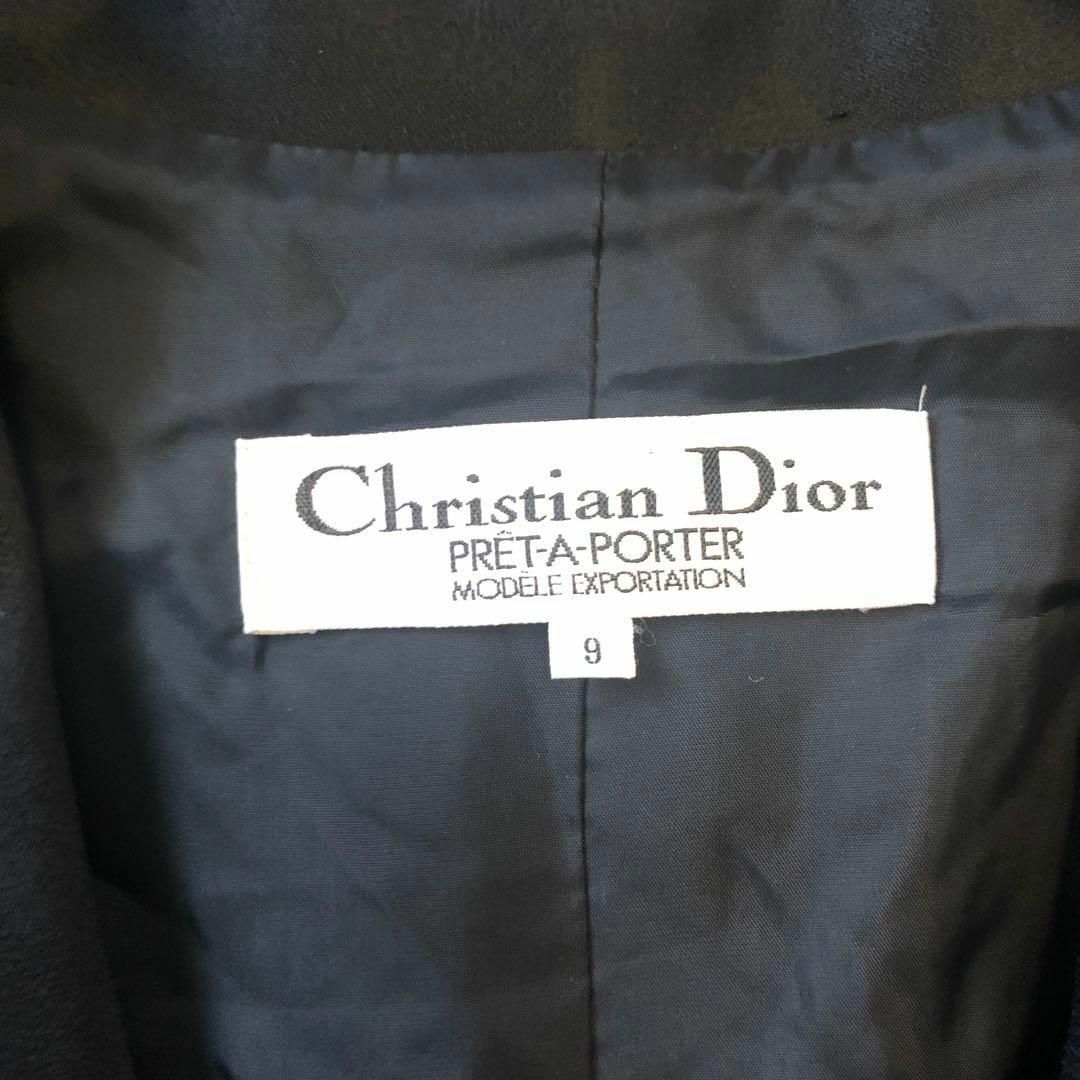 Christian Dior
PRÊT-A-PORTER
MODÈLE EXPORTATION
9